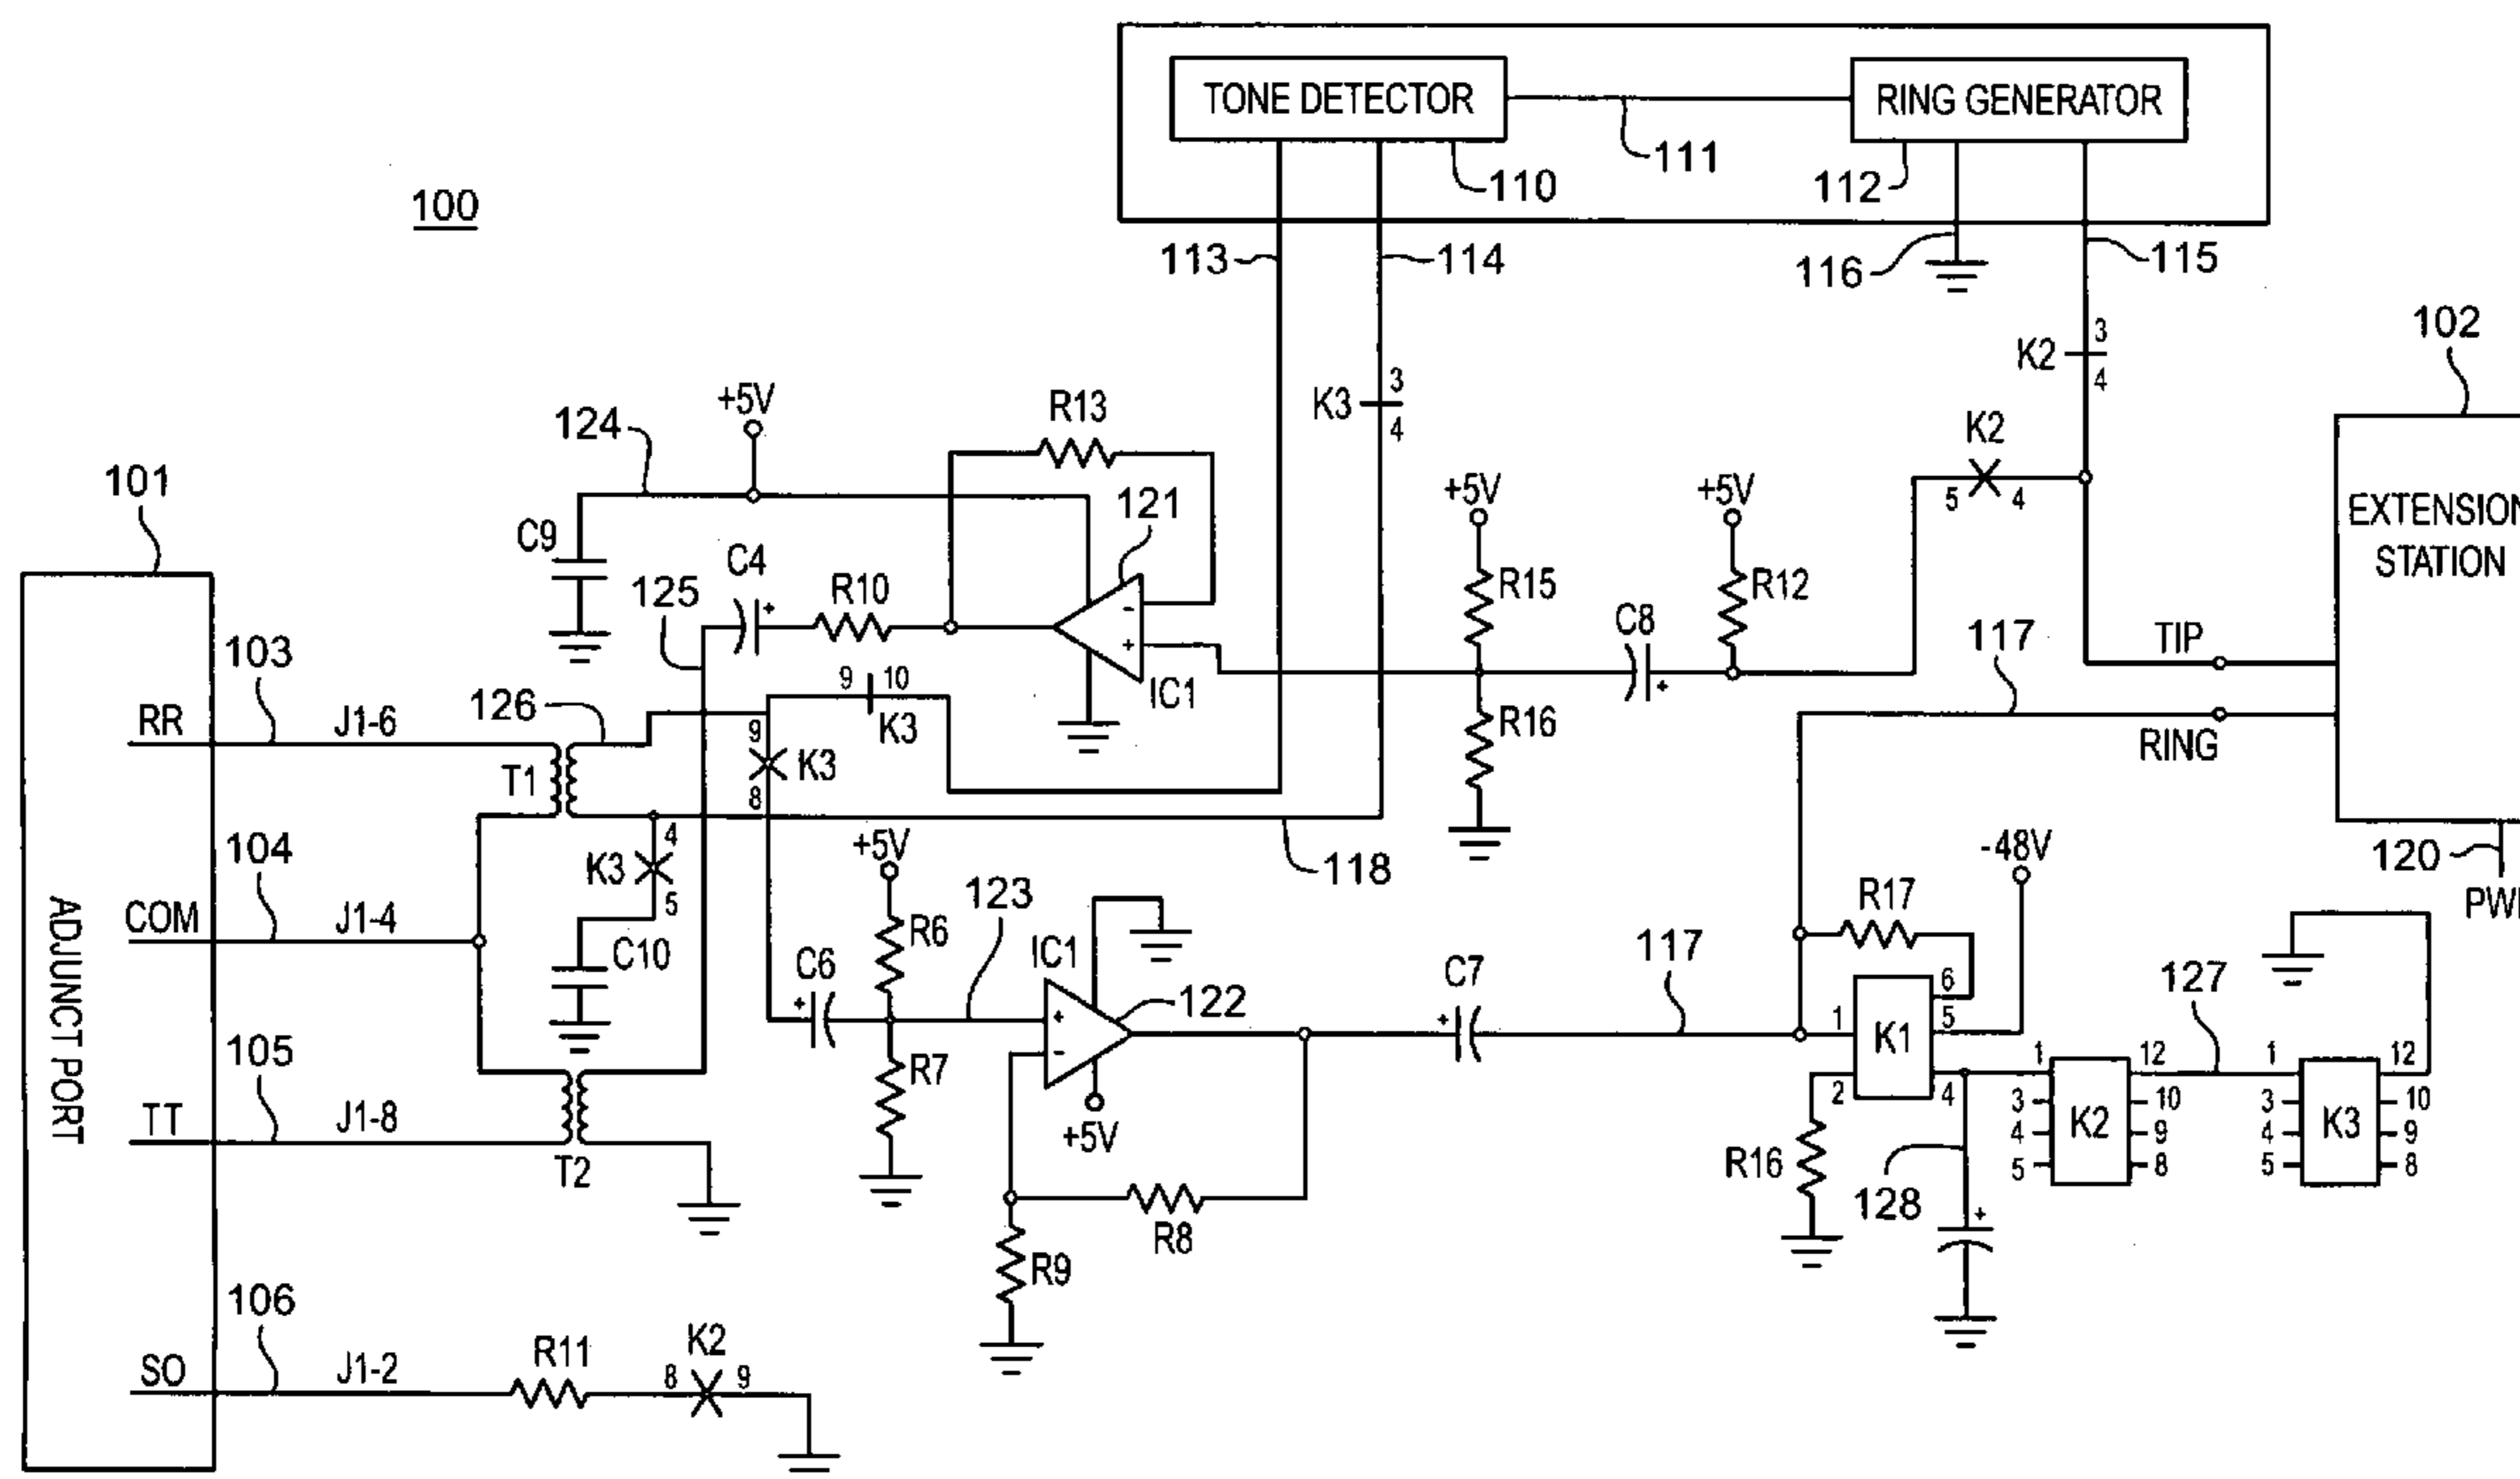 TONE DETECTOR
RING GENERATOR
111
110
112
100
113
114
116
115
102
K2
3
4
K3
3
4
+5V
R13
124
K2
5
4
101
121
+5V
+5V
EXTENSION
STATION
C9
C4
125
R10
R15
R12
C8
117
TIP
103
-
+
IC1
+
+
9
10
K3
RR
J1-6
126
R16
RING
9
K3
8
T1
104
4
K3
5
+5V
118
-48V
120
123
R17
COM
J1-4
R6
IC1
117
127
C10
C6
C7
6
5
122
+
+
+
1
K1
1
12
1
12
ADJUNCT PORT
105
R7
-
2
4
3
10
3
10
TT
J1-8
+5V
4
K2
9
4
K3
9
R16
5
8
5
8
T2
128
+
R8
R9
106
SO
J1-2
R11
K2
8
9